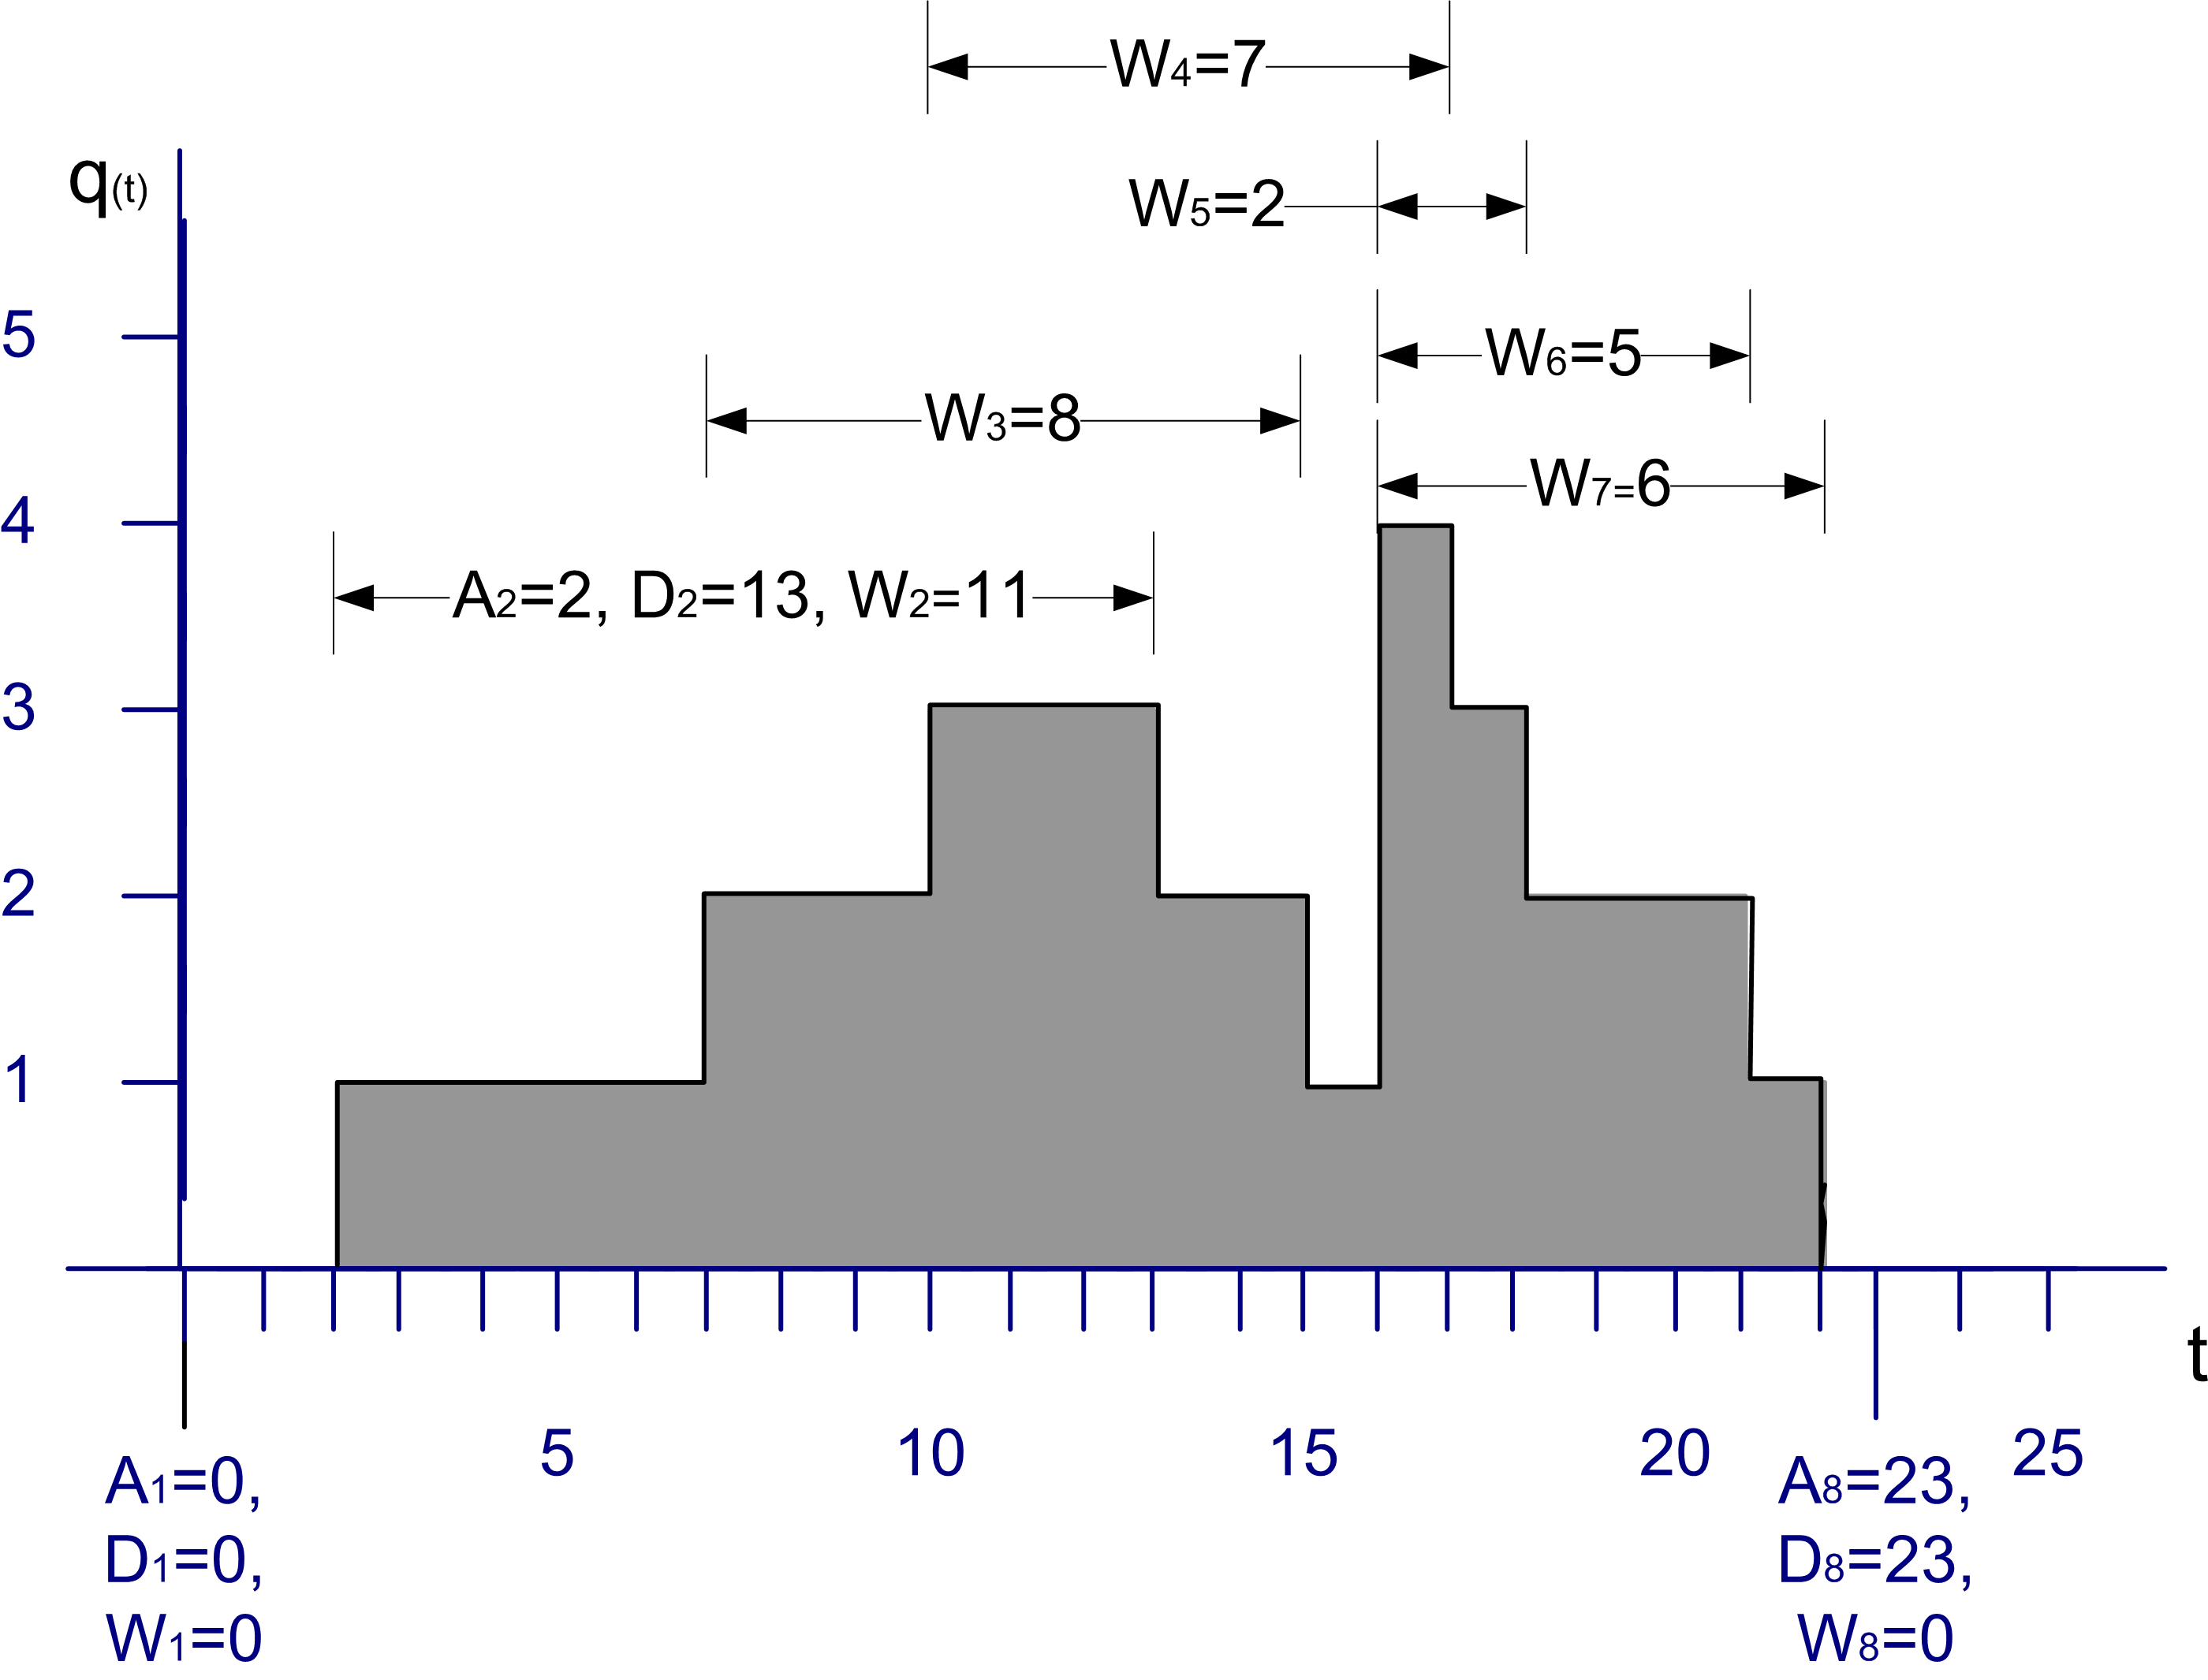 W4=7
q(t)
W5=2
5
W6=5
W3=8
W7=6
4
A2=2, D2=13, W2=11
3
2
1
t
5 10 15 20 25
A1=0,
D1=0,
W1=0
A8=23,
D8=23,
W8=0